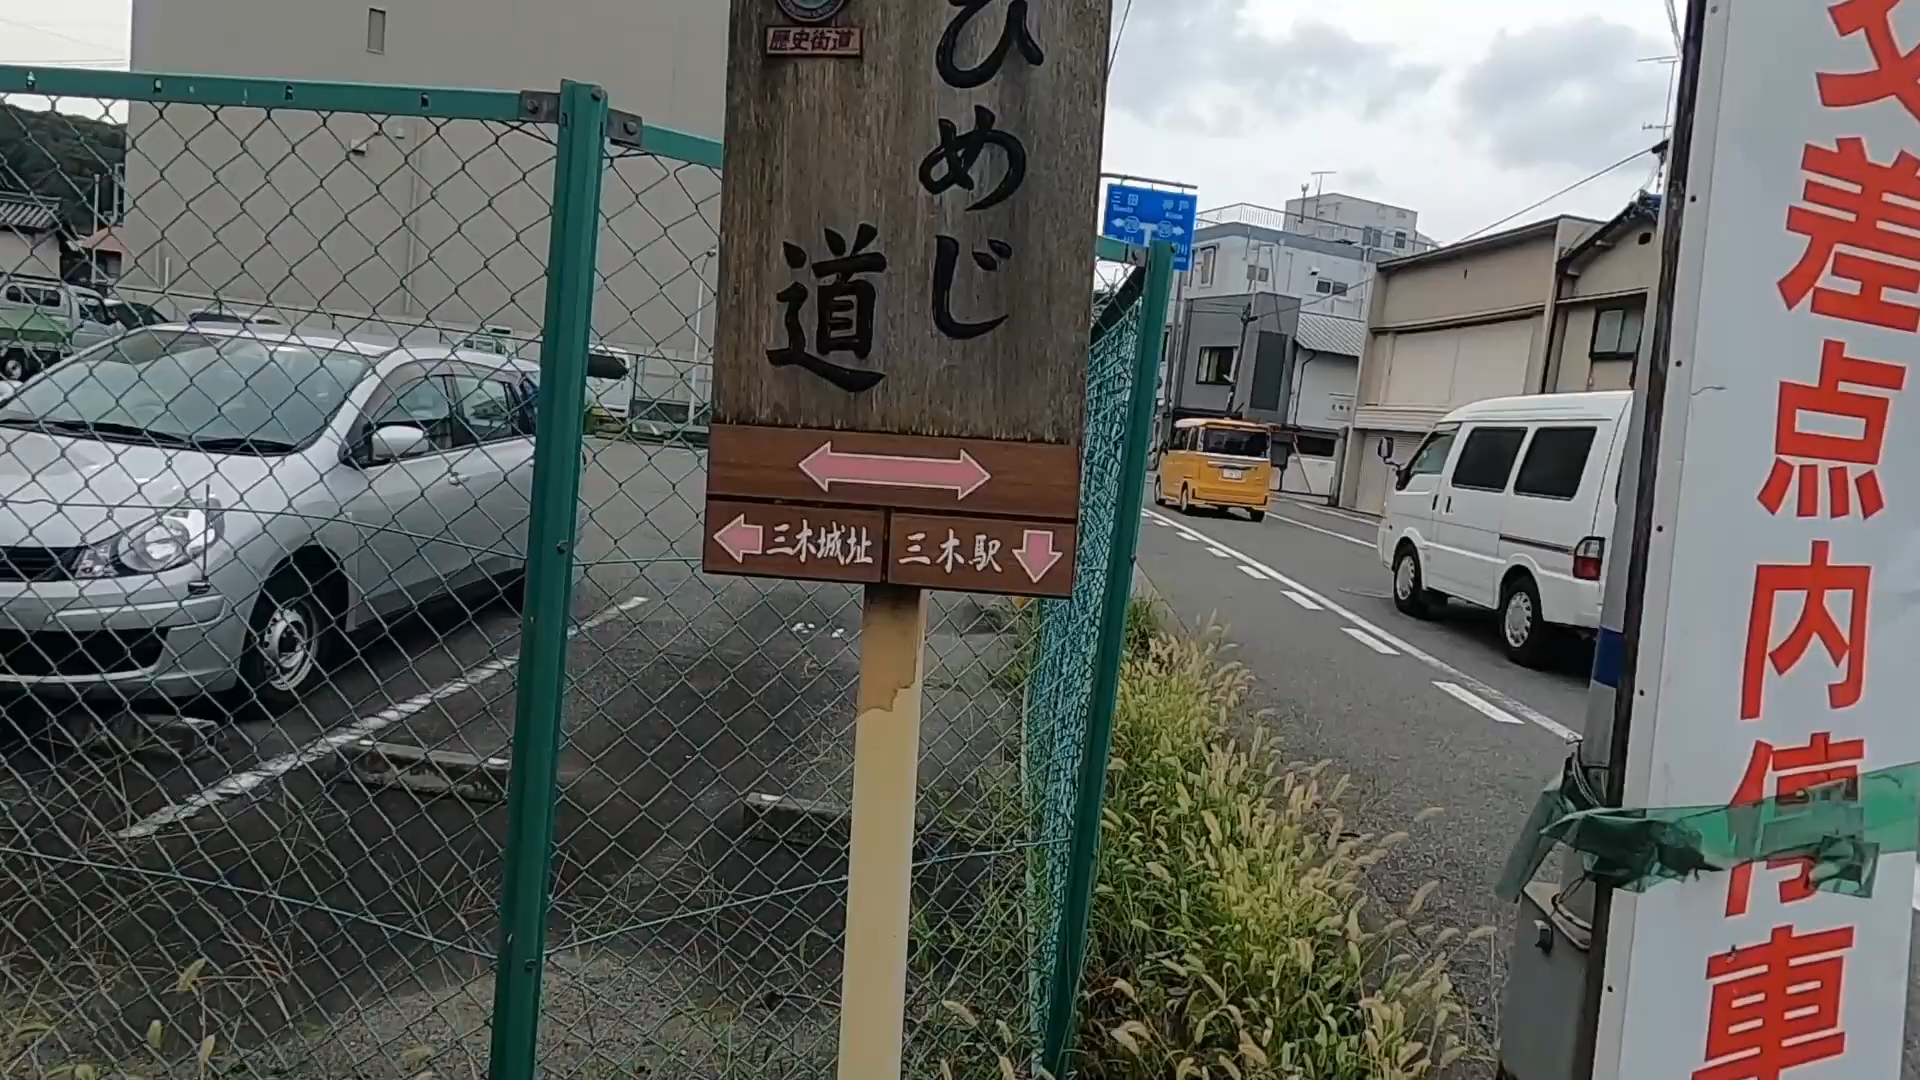 歴史街道
ひめじ
道
三木城址
三木駅
三田
神戸
差点内停車